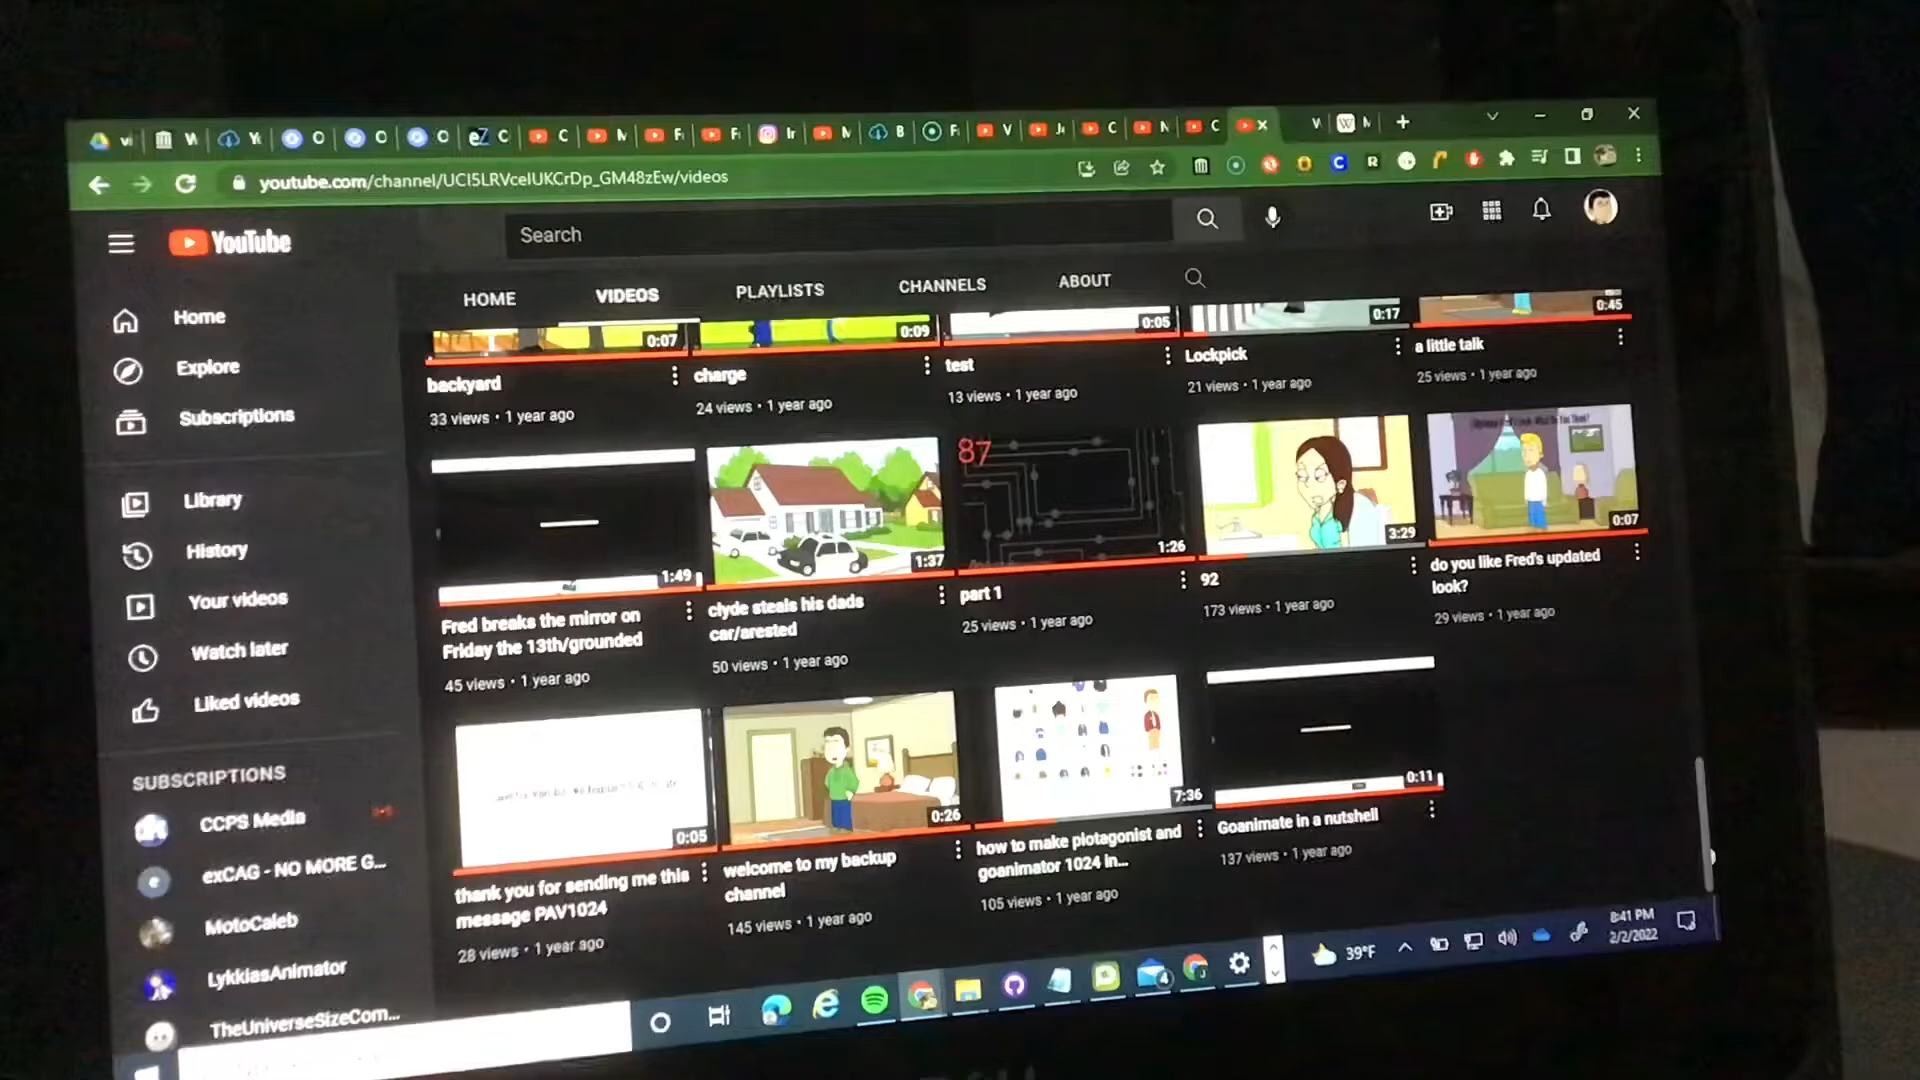 youtube.com/channel/UCI5LRVcelUKCrDp_GM48zEw/videos
YouTube
Search
HOME VIDEOS PLAYLISTS CHANNELS ABOUT
Home
Explore
Subscriptions
Library
History
Your videos
Watch later
Liked videos
SUBSCRIPTIONS
CCPS Media
exCAG - NO MORE G...
MotoCaleb
LykkiasAnimator
TheUniverseSizeCom...
0:07
backyard
33 views • 1 year ago
0:09
charge
24 views • 1 year ago
0:05
test
13 views • 1 year ago
0:17
Lockpick
21 views • 1 year ago
0:45
a little talk
25 views • 1 year ago
1:49
Fred breaks the mirror on
Friday the 13th/grounded
45 views • 1 year ago
1:37
clyde steals his dads
car/arested
50 views • 1 year ago
87
1:26
part 1
25 views • 1 year ago
3:29
92
173 views • 1 year ago
0:07
do you like Fred's updated
look?
29 views • 1 year ago
0:05
thank you for sending me this
message PAV1024
28 views • 1 year ago
0:26
welcome to my backup
channel
145 views • 1 year ago
7:36
how to make plotagonist and
goanimator 1024 in...
105 views • 1 year ago
0:11
Goanimate in a nutshell
137 views • 1 year ago
39°F
8:41 PM
2/2/2022